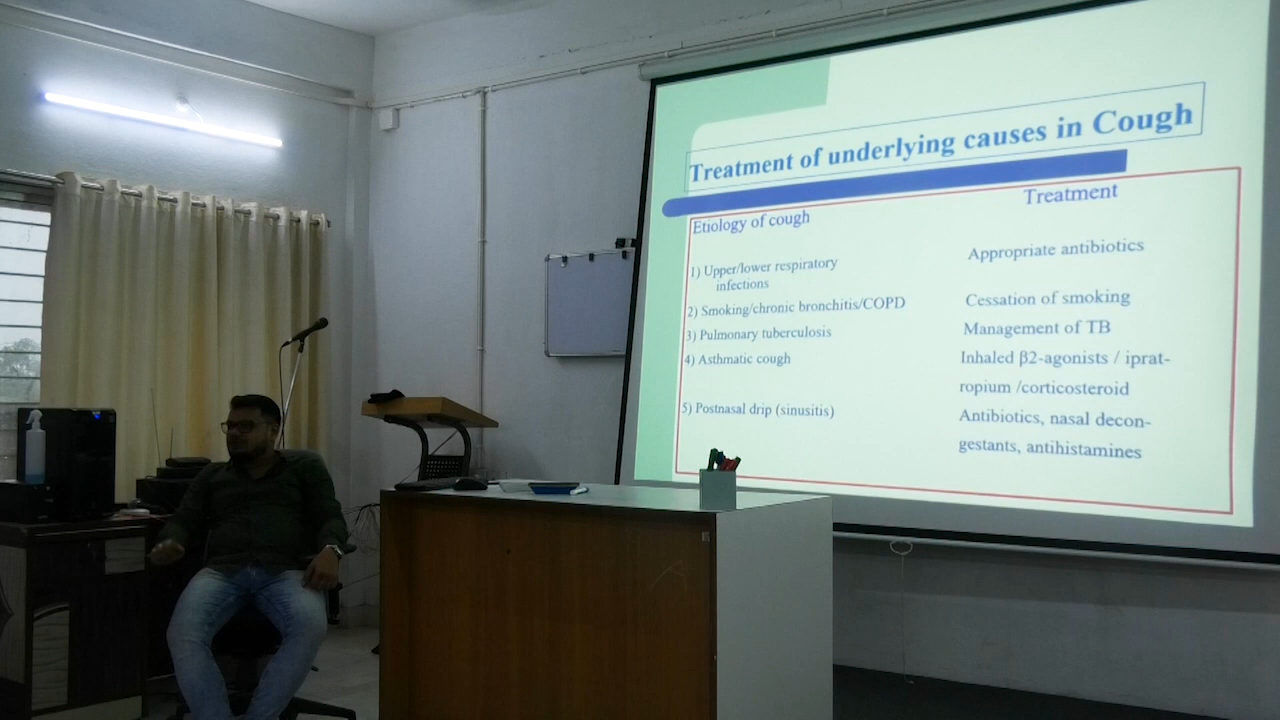 Treatment of underlying causes in Cough
Etiology of cough
Treatment
1) Upper/lower respiratory
infections
Appropriate antibiotics
2) Smoking/chronic bronchitis/COPD
Cessation of smoking
3) Pulmonary tuberculosis
Management of TB
4) Asthmatic cough
Inhaled β2-agonists / iprat-
ropium /corticosteroid
5) Postnasal drip (sinusitis)
Antibiotics, nasal decon-
gestants, antihistamines